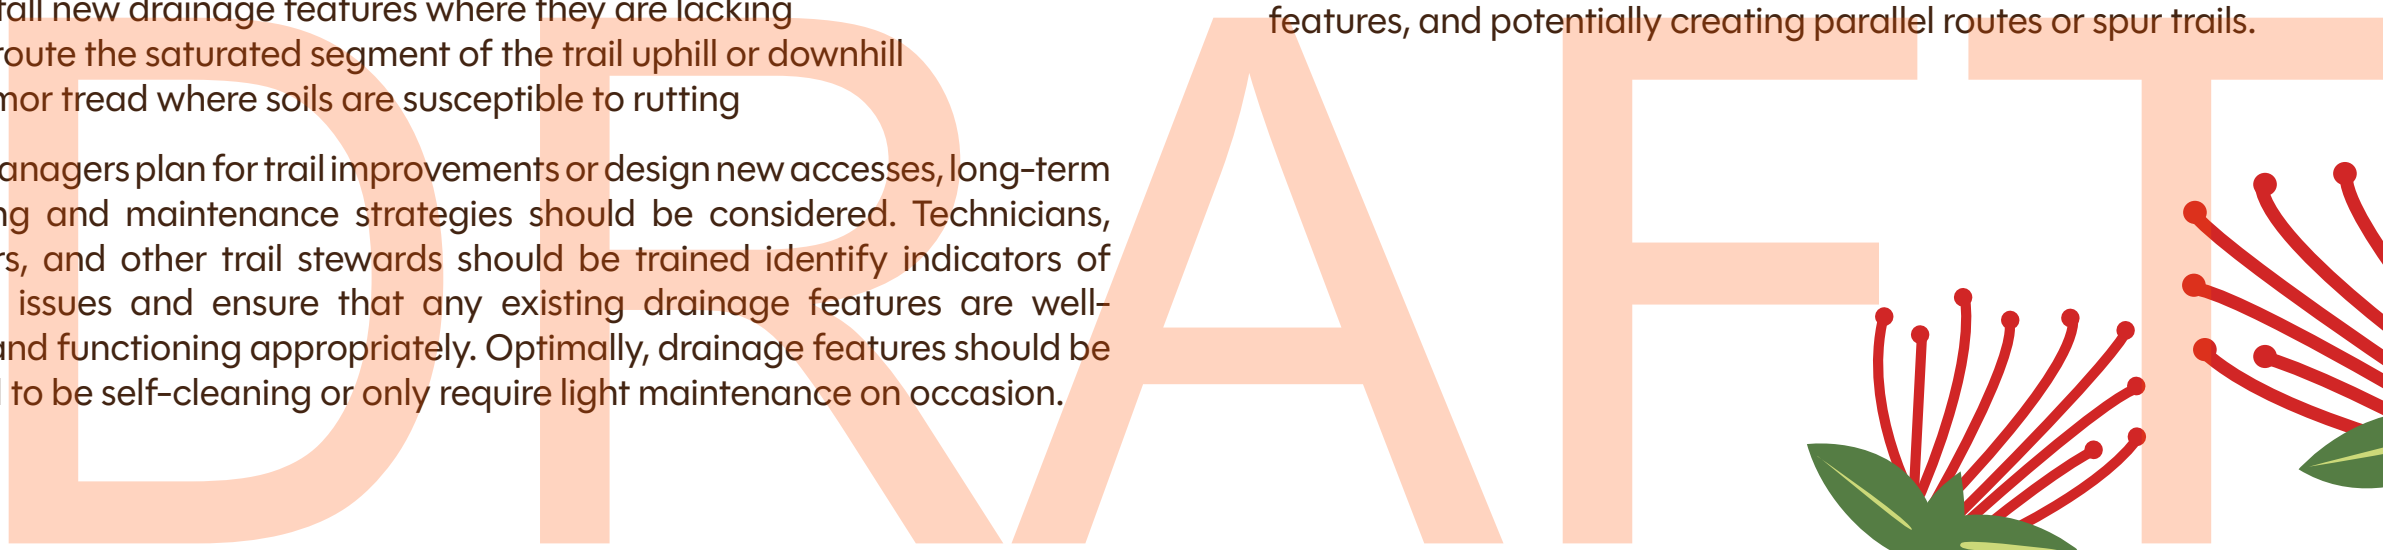 tall new drainage features where they are lacking
route the saturated segment of the trail uphill or downhill
mor tread where soils are susceptible to rutting
anagers plan for trail improvements or design new accesses, long-term
ng and maintenance strategies should be considered. Technicians,
rs, and other trail stewards should be trained identify indicators of
issues and ensure that any existing drainage features are well-
and functioning appropriately. Optimally, drainage features should be
to be self-cleaning or only require light maintenance on occasion.
features, and potentially creating parallel routes or spur trails.
DRAFT